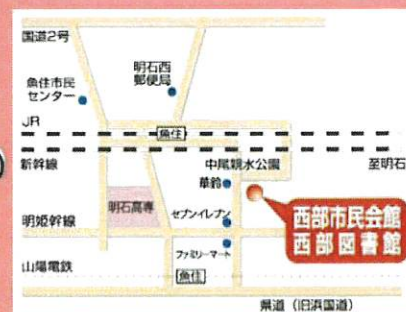 国道2号
明石西
郵便局
魚住市民
センター
JR
魚住
新幹線
中尾親水公園
至明石
華鈴
明石高専
セブンイレブン
西部市民会館
西部図書館
明姫幹線
ファミリーマート
山陽電鉄
魚住
県道（旧浜国道）